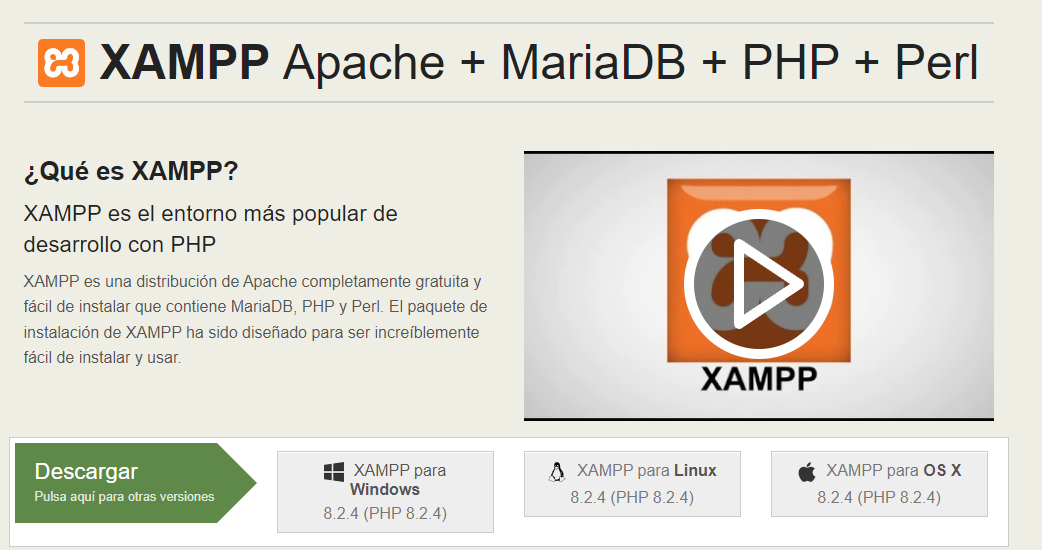 XAMPP Apache + MariaDB + PHP + Perl
¿Qué es XAMPP?
XAMPP es el entorno más popular de
desarrollo con PHP
XAMPP es una distribución de Apache completamente gratuita y
fácil de instalar que contiene MariaDB, PHP y Perl. El paquete de
instalación de XAMPP ha sido diseñado para ser increíblemente
fácil de instalar y usar.
XAMPP
Descargar
Pulsa aquí para otras versiones
XAMPP para
Windows
8.2.4 (PHP 8.2.4)
XAMPP para Linux
8.2.4 (PHP 8.2.4)
XAMPP para OS X
8.2.4 (PHP 8.2.4)